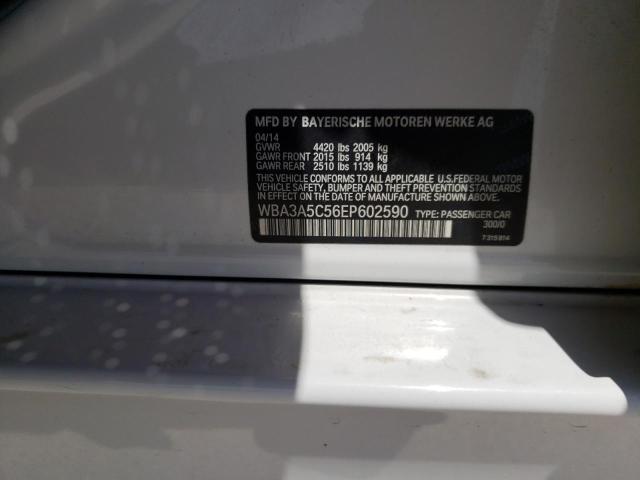 MFD BY BAYERISCHE MOTOREN WERKE AG
04/14
GVWR 4420 lbs 2005 kg
GAWR FRONT 2015 lbs 914 kg
GAWR REAR 2510 lbs 1139 kg
THIS VEHICLE CONFORMS TO ALL APPLICABLE U.S.FEDERAL MOTOR
VEHICLE SAFETY, BUMPER AND THEFT PREVENTION STANDARDS
IN EFFECT ON THE DATE OF MANUFACTURE SHOWN ABOVE.
WBA3A5C56EP602590 TYPE: PASSENGER CAR
300/0
7315814